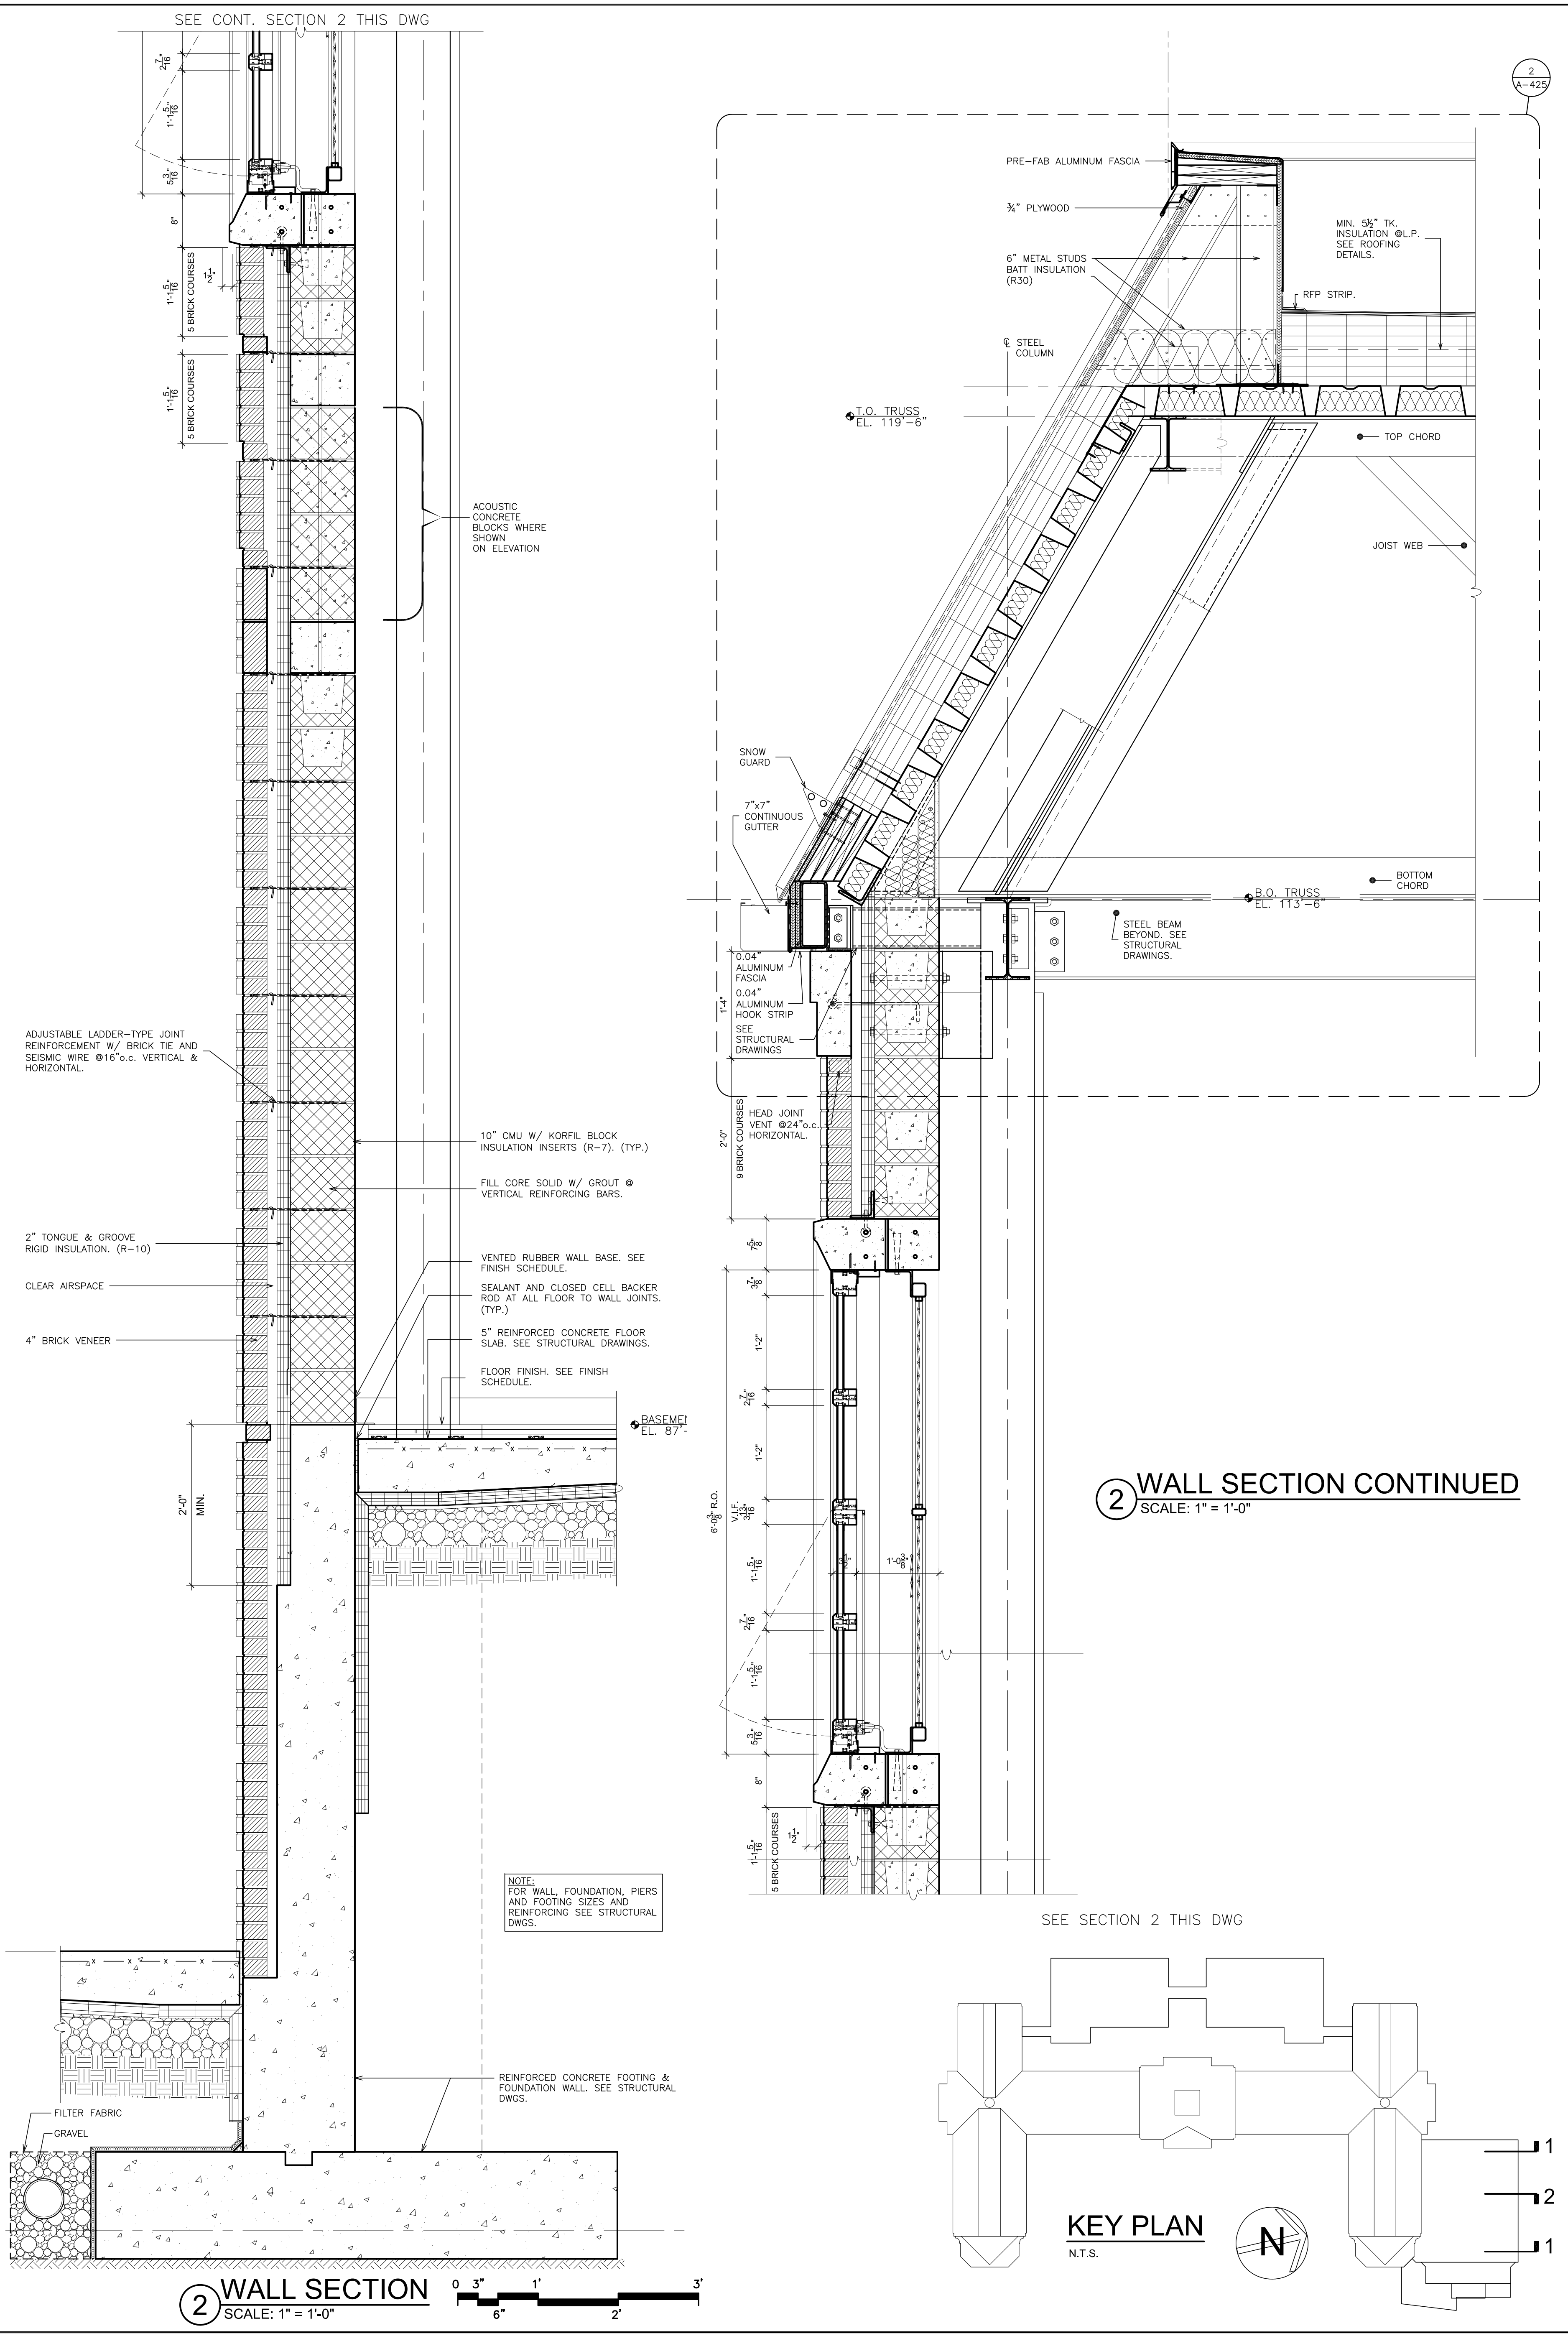 SEE CONT. SECTION 2 THIS DWG
2 7/16"
1'-1 5/16"
5 3/16"
8"
1'-1 5/16"
5 BRICK COURSES
1 1/2"
1'-1 5/16"
5 BRICK COURSES
ACOUSTIC
CONCRETE
BLOCKS WHERE
SHOWN
ON ELEVATION
ADJUSTABLE LADDER-TYPE JOINT
REINFORCEMENT W/ BRICK TIE AND
SEISMIC WIRE @16"o.c. VERTICAL &
HORIZONTAL.
10" CMU W/ KORFIL BLOCK
INSULATION INSERTS (R-7). (TYP.)
FILL CORE SOLID W/ GROUT @
VERTICAL REINFORCING BARS.
2" TONGUE & GROOVE
RIGID INSULATION. (R-10)
CLEAR AIRSPACE
4" BRICK VENEER
VENTED RUBBER WALL BASE. SEE
FINISH SCHEDULE.
SEALANT AND CLOSED CELL BACKER
ROD AT ALL FLOOR TO WALL JOINTS.
(TYP.)
5" REINFORCED CONCRETE FLOOR
SLAB. SEE STRUCTURAL DRAWINGS.
FLOOR FINISH. SEE FINISH
SCHEDULE.
BASEMEN
EL. 87'-
2'-0"
MIN.
x x x x x x
NOTE:
FOR WALL, FOUNDATION, PIERS
AND FOOTING SIZES AND
REINFORCING SEE STRUCTURAL
DWGS.
x x x x
REINFORCED CONCRETE FOOTING &
FOUNDATION WALL. SEE STRUCTURAL
DWGS.
FILTER FABRIC
GRAVEL
2
WALL SECTION
SCALE: 1" = 1'-0"
0 3" 1' 3'
6" 2'
2
A-425
PRE-FAB ALUMINUM FASCIA
¾" PLYWOOD
6" METAL STUDS
BATT INSULATION
(R30)
MIN. 5½" TK.
INSULATION @L.P.
SEE ROOFING
DETAILS.
RFP STRIP.
℄ STEEL
COLUMN
T.O. TRUSS
EL. 119'-6"
TOP CHORD
JOIST WEB
SNOW
GUARD
7"x7"
CONTINUOUS
GUTTER
BOTTOM
CHORD
B.O. TRUSS
EL. 113'-6"
STEEL BEAM
BEYOND. SEE
STRUCTURAL
DRAWINGS.
0.04"
ALUMINUM
FASCIA
0.04"
ALUMINUM
HOOK STRIP
SEE
STRUCTURAL
DRAWINGS
1'-4"
HEAD JOINT
VENT @24"o.c.
HORIZONTAL.
2'-0"
9 BRICK COURSES
7 5/8"
3 7/8"
1'-2"
2 7/16"
1'-2"
6'-0 3/8" R.O.
V.I.F.
3 13/16"
3 1/2"
1'-0 3/8"
1'-1 5/16"
2 7/16"
1'-1 5/16"
5 3/16"
8"
1'-1 5/16"
5 BRICK COURSES
1 1/2"
2
WALL SECTION CONTINUED
SCALE: 1" = 1'-0"
SEE SECTION 2 THIS DWG
1
2
1
KEY PLAN
N.T.S.
N